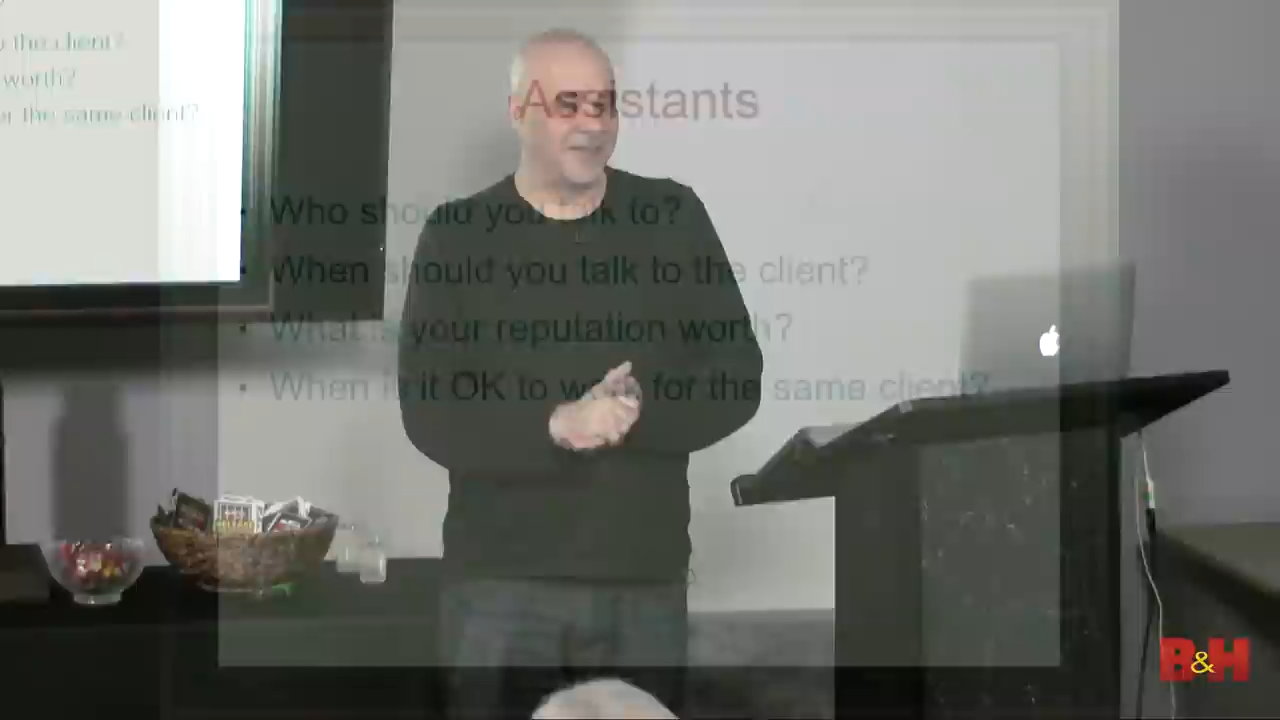 the client?
worth?
the same client?
Assistants
• Who should you talk to?
• When should you talk to the client?
• What is your reputation worth?
• When is it OK to work for the same client?
B&H